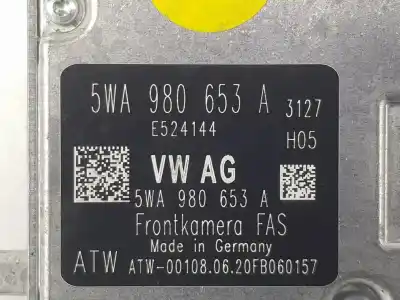 5WA 980 653 A 3127
E524144
H05
VW AG
5WA 980 653 A
Frontkamera FAS
Made in Germany
ATW ATW-00108.06.20FB060157